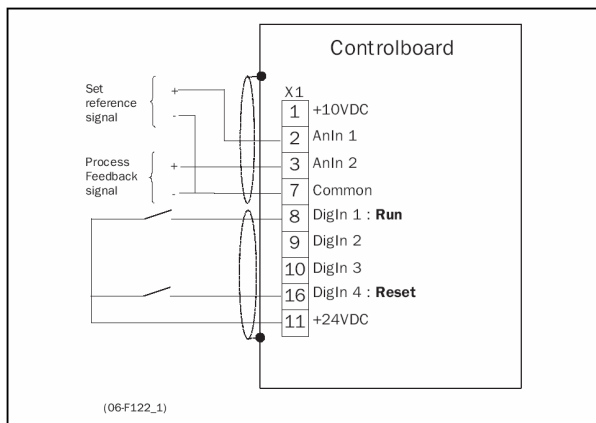 Controlboard
Set
reference
signal
+
-
Process
Feedback
signal
+
-
X1
1 +10VDC
2 AnIn 1
3 AnIn 2
7 Common
8 DigIn 1 : Run
9 DigIn 2
10 DigIn 3
16 DigIn 4 : Reset
11 +24VDC
(06-F122_1)